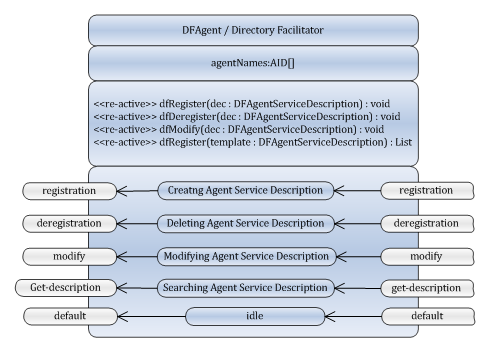 DFAgent / Directory Facilitator
agentNames:AID[]
<<re-active>> dfRegister(dec : DFAgentServiceDescription) : void
<<re-active>> dfDeregister(dec : DFAgentServiceDescription) : void
<<re-active>> dfModify(dec : DFAgentServiceDescription) : void
<<re-active>> dfRegister(template : DFAgentServiceDescription) : List
registration Creatng Agent Service Description registration
deregistration Deleting Agent Service Description deregistration
modify Modifying Agent Service Description modify
Get-description Searching Agent Service Description get-description
default idle default